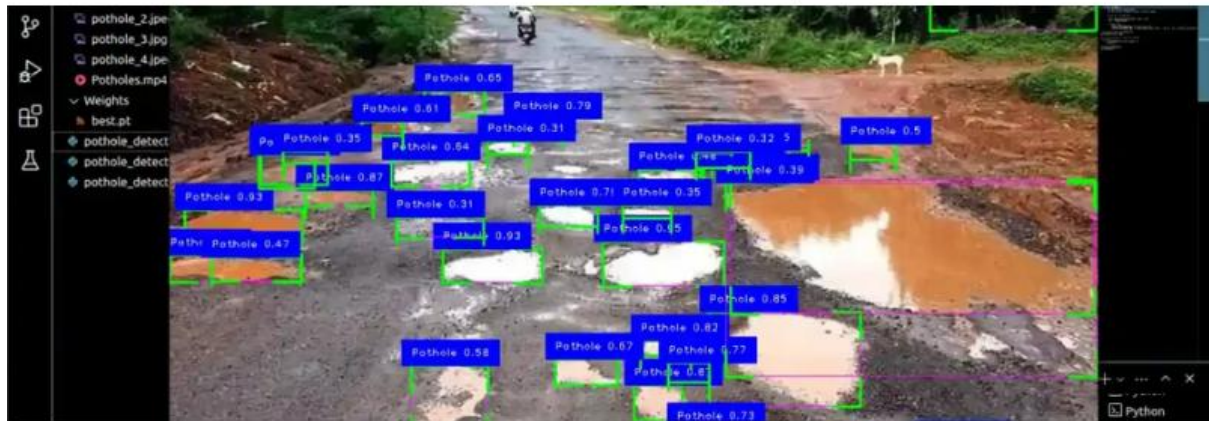 pothole_2.jpe
pothole_3.jpg
pothole_4.jpe
Potholes.mp4
Weights
best.pt
pothole_detect
pothole_detect
pothole_detect
Pothole 0.65
Pothole 0.61
Pothole 0.79
Pothole 0.31
Pothole 0.32
Pothole 0.5
Pothole 0.35
Pothole 0.64
0.39
0.87
Pothole 0.93
Pothole 0.35
Pothole 0.31
0.93
Pothole 0.95
Pothole 0.47
Pothole 0.85
Pothole 0.82
Pothole 0.67
Pothole 0.77
Pothole 0.58
Pothole 0.73
Python